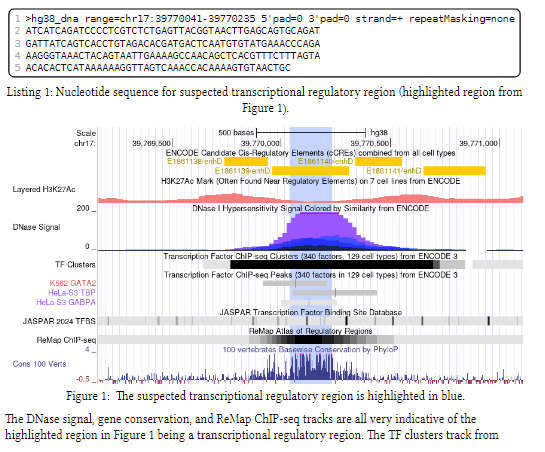 1 >hg38_dna range=chr17:39770041-39770235 5'pad=0 3'pad=0 strand=+ repeatMasking=none
2 ATCATCAGATCCCCTCGTCTCTGAGTTACGGTAACTTGAGCAGTGCAGAT
3 GATTATCAGTCACCTGTAGACACGATGACTCAATGTGTATGAAACCCAGA
4 AAGGGTAAACTACAGTAATTGAAAAGCCAACAGCTCACGTTTCTTTAGTA
5 ACACACTCATAAAAAAGGTTAGTCAAACCACAAAAGTGTAACTGC
Listing 1: Nucleotide sequence for suspected transcriptional regulatory region (highlighted region from
Figure 1).
Scale 500 bases hg38
chr17: 39,769,500 39,770,000 39,770,500 39,771,000
ENCODE Candidate Cis-Regulatory Elements (cCREs) combined from all cell types
E1861138/enhD E1861140/enhD
E1861139/enhD E1861141/enhD
H3K27Ac Mark (Often Found Near Regulatory Elements) on 7 cell lines from ENCODE
Layered H3K27Ac
200 DNase I Hypersensitivity Signal Colored by Similarity from ENCODE
DNase Signal
0
Transcription Factor ChIP-seq Clusters (340 factors, 129 cell types) from ENCODE 3
TF Clusters
Transcription Factor ChIP-seq Peaks (340 factors in 129 cell types) from ENCODE 3
K562 GATA2
HeLa-S3 TBP
HeLa-S3 GABPA
JASPAR 2024 TFBS JASPAR Transcription Factor Binding Site Database
ReMap Atlas of Regulatory Regions
ReMap ChIP-seq
4 100 vertebrates Basewise Conservation by PhyloP
Cons 100 Verts
-0.5
Figure 1: The suspected transcriptional regulatory region is highlighted in blue.
The DNase signal, gene conservation, and ReMap ChIP-seq tracks are all very indicative of the
highlighted region in Figure 1 being a transcriptional regulatory region. The TF clusters track from